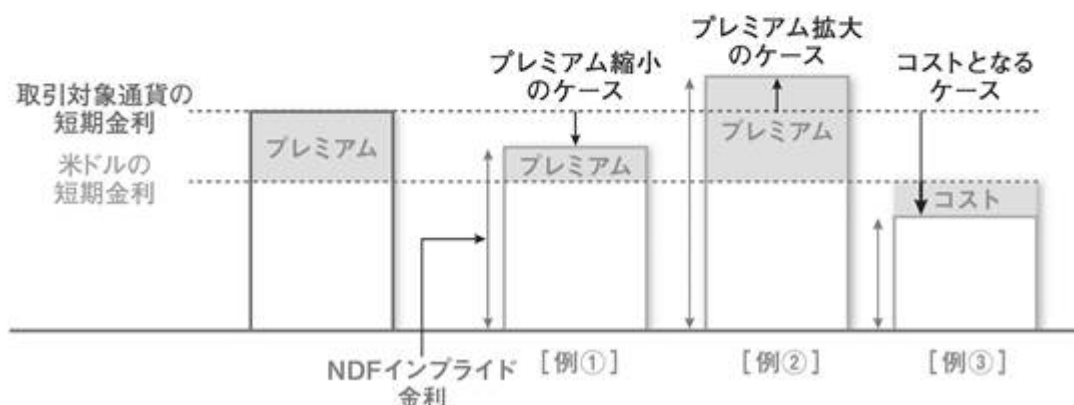 プレミアム拡大
のケース
プレミアム縮小
のケース
コストとなる
ケース
取引対象通貨の
短期金利
米ドルの
短期金利
プレミアム
プレミアム
プレミアム
コスト
NDFインプライド
金利
[例①]
[例②]
[例③]